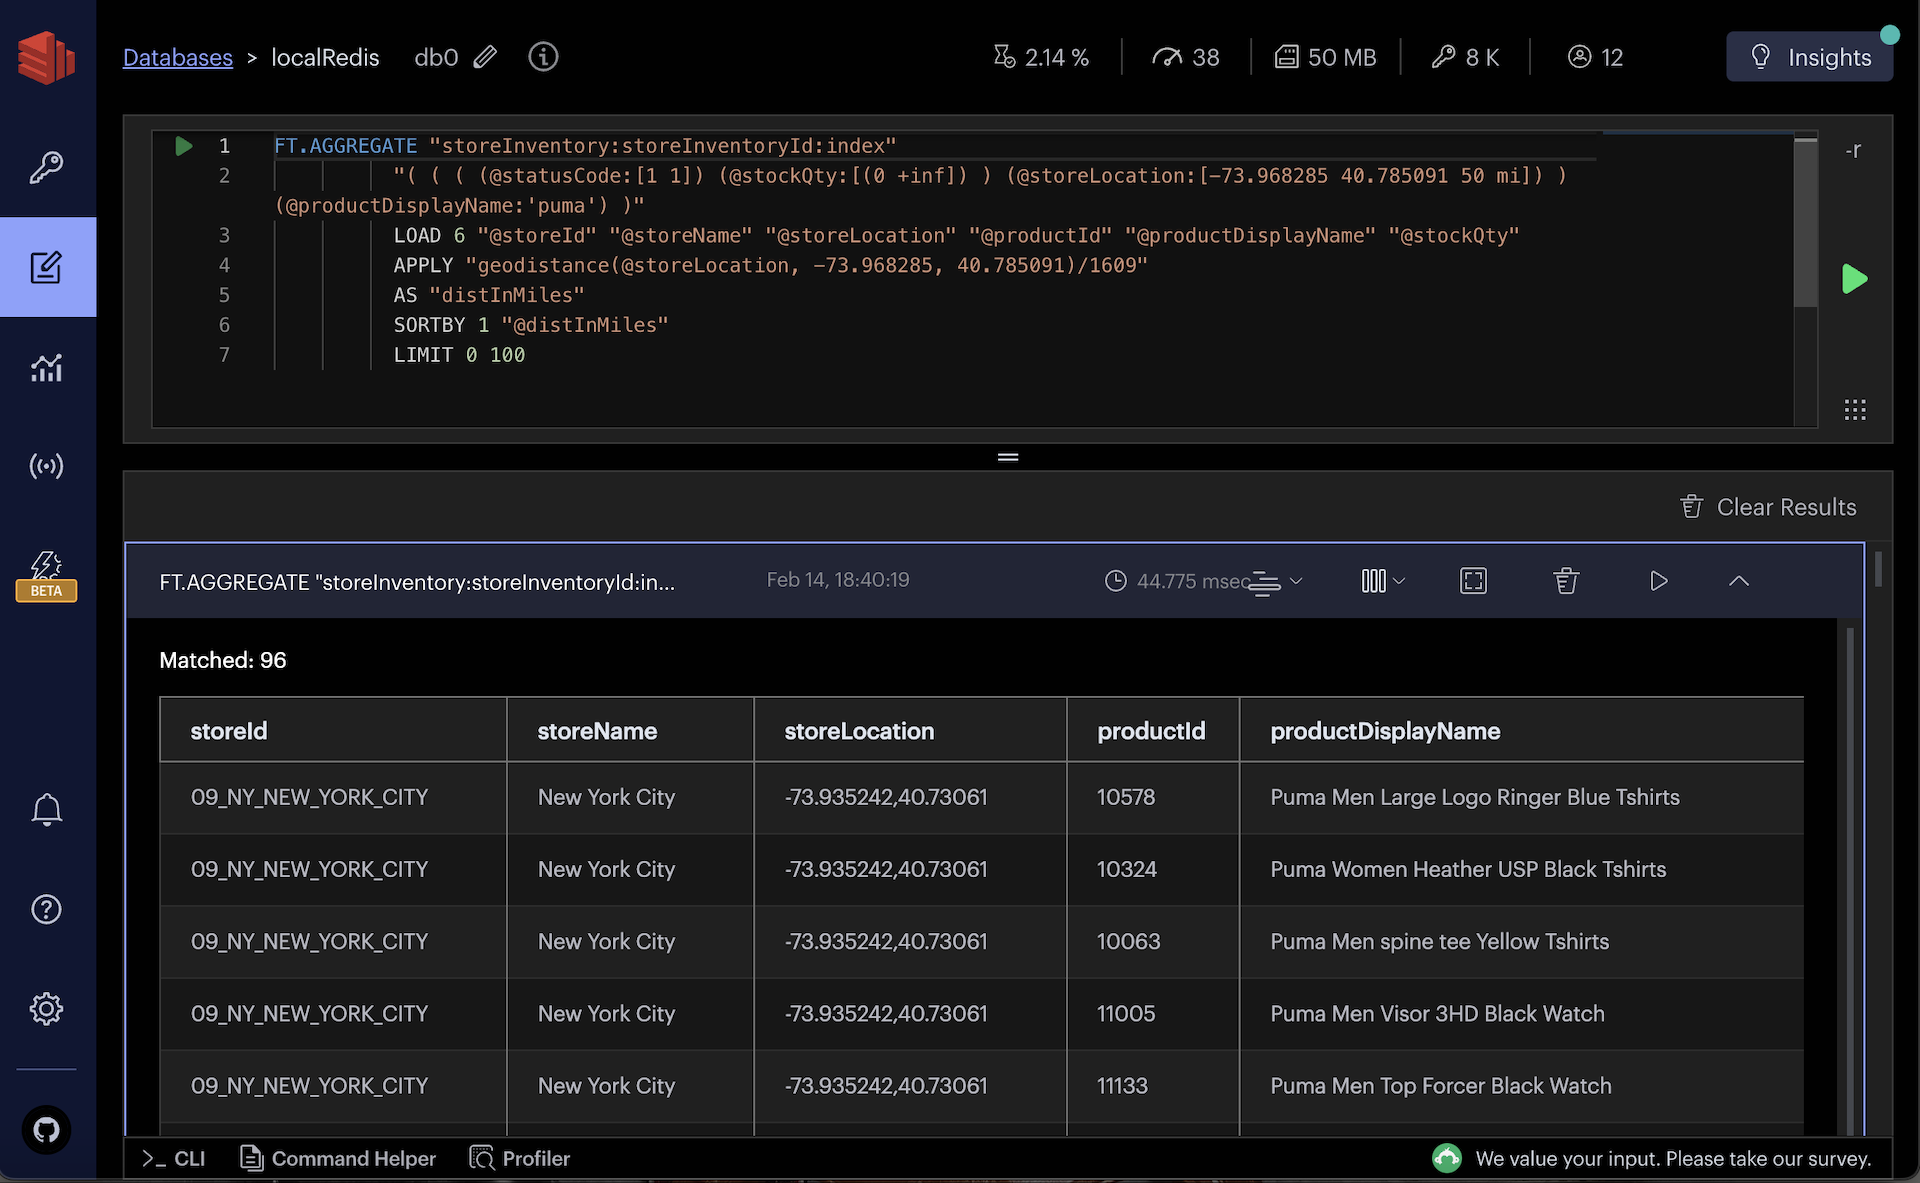 Databases > localRedis db0 2.14 % 38 50 MB 8 K 12 Insights
1 FT.AGGREGATE "storeInventory:storeInventoryId:index"
-r
2 "( ( ( (@statusCode:[1 1]) (@stockQty:[(0 +inf]) ) (@storeLocation:[-73.968285 40.785091 50 mi]) )
(@productDisplayName:'puma') )"
3 LOAD 6 "@storeId" "@storeName" "@storeLocation" "@productId" "@productDisplayName" "@stockQty"
4 APPLY "geodistance(@storeLocation, -73.968285, 40.785091)/1609"
5 AS "distInMiles"
6 SORTBY 1 "@distInMiles"
7 LIMIT 0 100
Clear Results
BETA
FT.AGGREGATE "storeInventory:storeInventoryId:in... Feb 14, 18:40:19 44.775 msec
Matched: 96
storeId storeName storeLocation productId productDisplayName
09_NY_NEW_YORK_CITY New York City -73.935242,40.73061 10578 Puma Men Large Logo Ringer Blue Tshirts
09_NY_NEW_YORK_CITY New York City -73.935242,40.73061 10324 Puma Women Heather USP Black Tshirts
09_NY_NEW_YORK_CITY New York City -73.935242,40.73061 10063 Puma Men spine tee Yellow Tshirts
09_NY_NEW_YORK_CITY New York City -73.935242,40.73061 11005 Puma Men Visor 3HD Black Watch
09_NY_NEW_YORK_CITY New York City -73.935242,40.73061 11133 Puma Men Top Forcer Black Watch
>_ CLI Command Helper Profiler We value your input. Please take our survey.